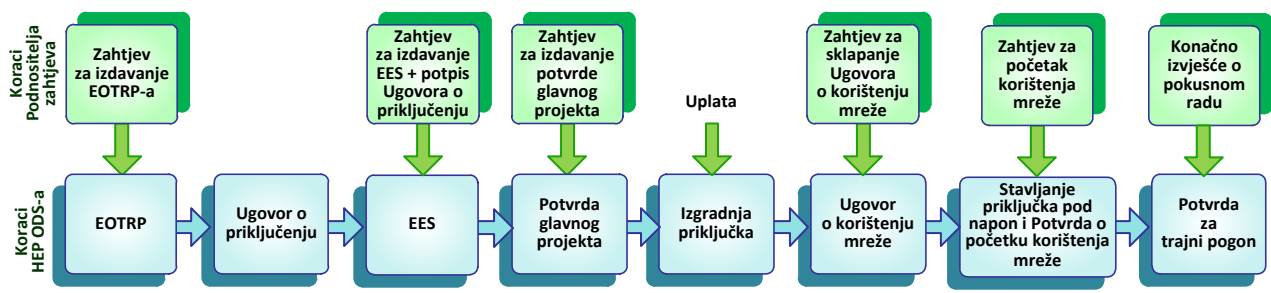 Koraci
Podnositelja
zahtjeva
Zahtjev
za izdavanje
EOTRP-a
Zahtjev
za izdavanje
EES + potpis
Ugovora o
priključenju
Zahtjev
za izdavanje
potvrde
glavnog
projekta
Uplata
Zahtjev za
sklapanje
Ugovora
o korištenju
mreže
Zahtjev za
početak
korištenja
mreže
Konačno
izvješće o
pokusnom
radu
Koraci
HEP ODS-a
EOTRP
Ugovor o
priključenju
EES
Potvrda
glavnog
projekta
Izgradnja
priključka
Ugovor
o korištenju
mreže
Stavljanje
priključka pod
napon i Potvrda o
početku korištenja
mreže
Potvrda
za
trajni pogon